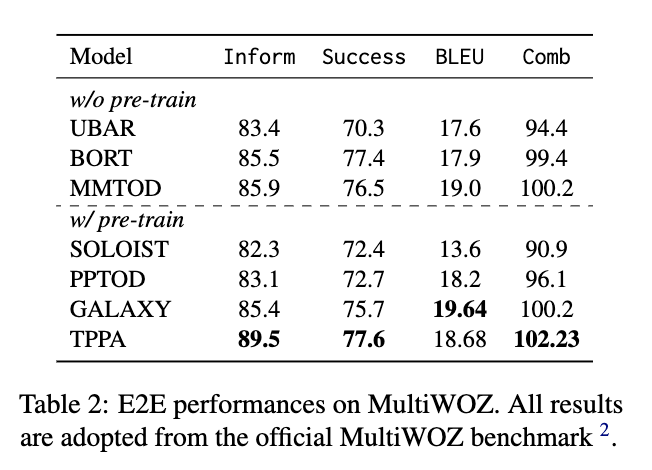 Model Inform Success BLEU Comb
w/o pre-train
UBAR 83.4 70.3 17.6 94.4
BORT 85.5 77.4 17.9 99.4
MMTOD 85.9 76.5 19.0 100.2
w/ pre-train
SOLOIST 82.3 72.4 13.6 90.9
PPTOD 83.1 72.7 18.2 96.1
GALAXY 85.4 75.7 19.64 100.2
TPPA 89.5 77.6 18.68 102.23
Table 2: E2E performances on MultiWOZ. All results
are adopted from the official MultiWOZ benchmark 2.